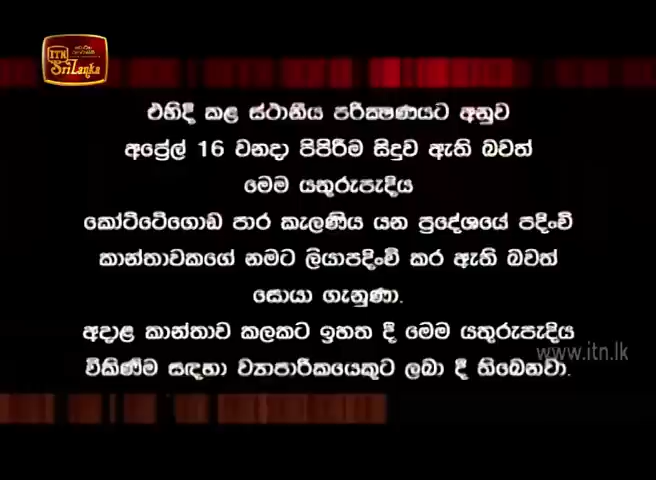 ITN
Sri Lanka
එහිදී කළ ස්ථානීය පරීක්‍ෂණයට අනුව
අප්‍රේල් 16 වනදා පිපිරීම සිදුව ඇති බවත්
මෙම යතුරුපැදිය
කෝට්ටේගොඩ පාර කැලණිය යන ප්‍රදේශයේ පදිංචි
කාන්තාවකගේ නමට ලියාපදිංචි කර ඇති බවත්
සොයා ගැනුණා.
අදාළ කාන්තාව කලකට ඉහත දී මෙම යතුරුපැදිය
විකිණීම සඳහා ව්‍යාපාරිකයෙකුට ලබා දී තිබෙනවා.
www.itn.lk